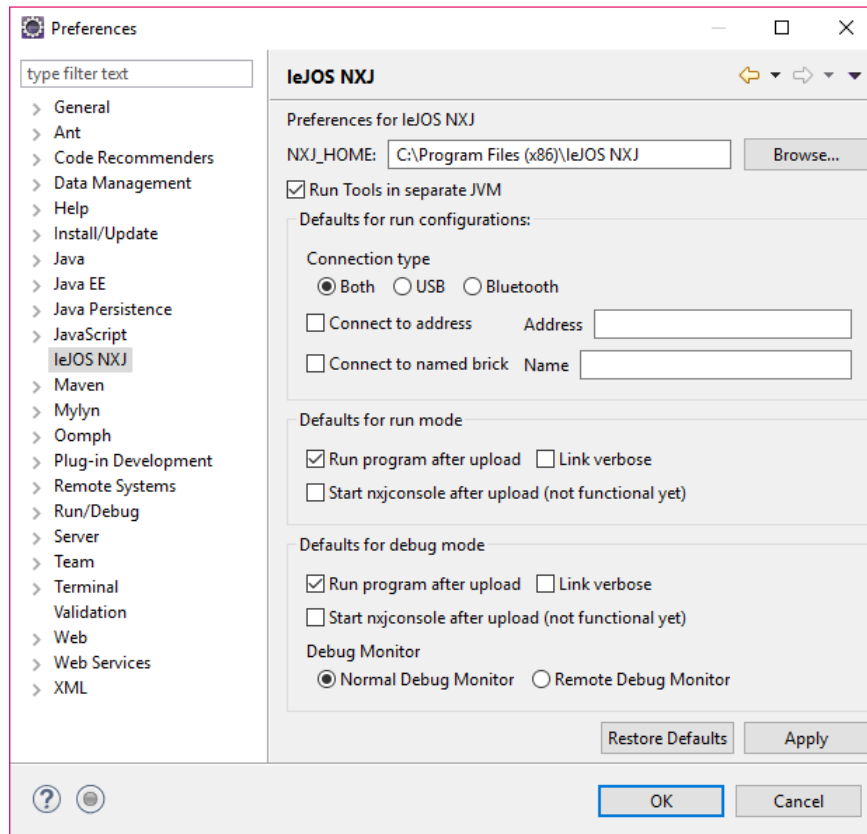 Preferences
type filter text
General
Ant
Code Recommenders
Data Management
Help
Install/Update
Java
Java EE
Java Persistence
JavaScript
leJOS NXJ
Maven
Mylyn
Oomph
Plug-in Development
Remote Systems
Run/Debug
Server
Team
Terminal
Validation
Web
Web Services
XML
leJOS NXJ
Preferences for leJOS NXJ
NXJ_HOME: C:\Program Files (x86)\leJOS NXJ Browse...
Run Tools in separate JVM
Defaults for run configurations:
Connection type
Both USB Bluetooth
Connect to address Address
Connect to named brick Name
Defaults for run mode
Run program after upload Link verbose
Start nxjconsole after upload (not functional yet)
Defaults for debug mode
Run program after upload Link verbose
Start nxjconsole after upload (not functional yet)
Debug Monitor
Normal Debug Monitor Remote Debug Monitor
Restore Defaults Apply
OK Cancel